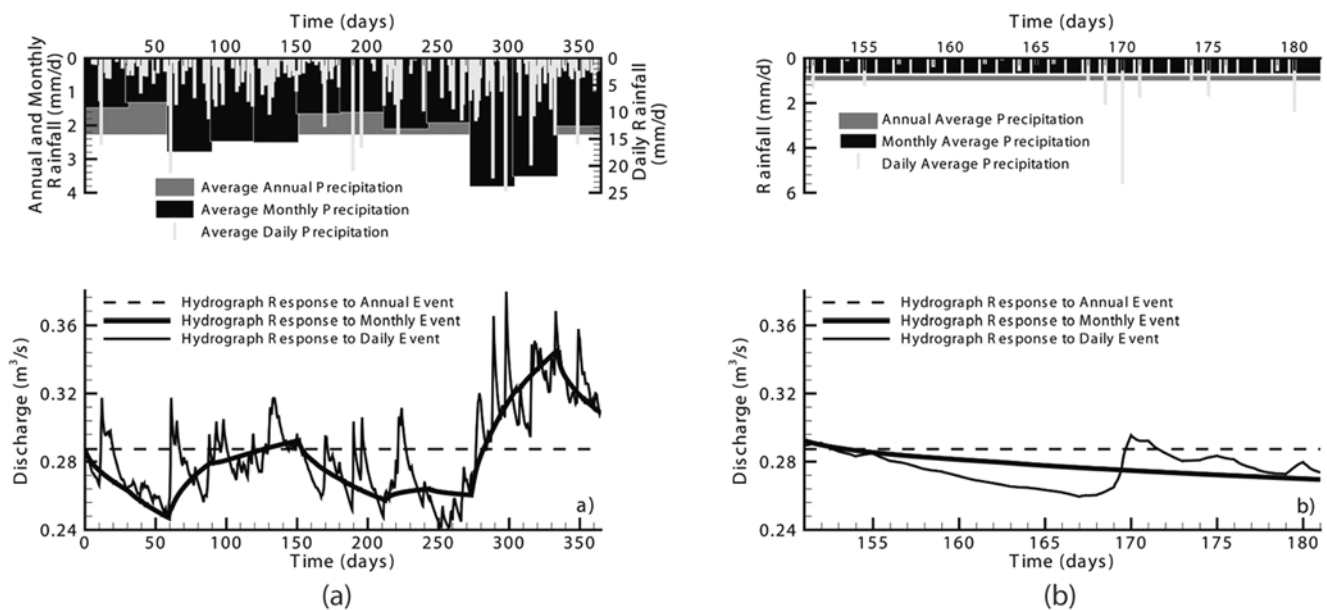 Time (days)
50 100 150 200 250 300 350
Annual and Monthly
Rainfall (mm/d)
0
1
2
3
4
0
5
10
15
20
25
Daily Rainfall
(mm/d)
Average Annual Precipitation
Average Monthly Precipitation
Average Daily Precipitation
Hydrograph Response to Annual Event
Hydrograph Response to Monthly Event
Hydrograph Response to Daily Event
Discharge (m³/s)
0.36
0.32
0.28
0.24
a)
0 50 100 150 200 250 300 350
Time (days)
(a)
Time (days)
155 160 165 170 175 180
Rainfall (mm/d)
0
2
4
6
Annual Average Precipitation
Monthly Average Precipitation
Daily Average Precipitation
Hydrograph Response to Annual Event
Hydrograph Response to Monthly Event
Hydrograph Response to Daily Event
Discharge (m³/s)
0.36
0.32
0.28
0.24
b)
155 160 165 170 175 180
Time (days)
(b)